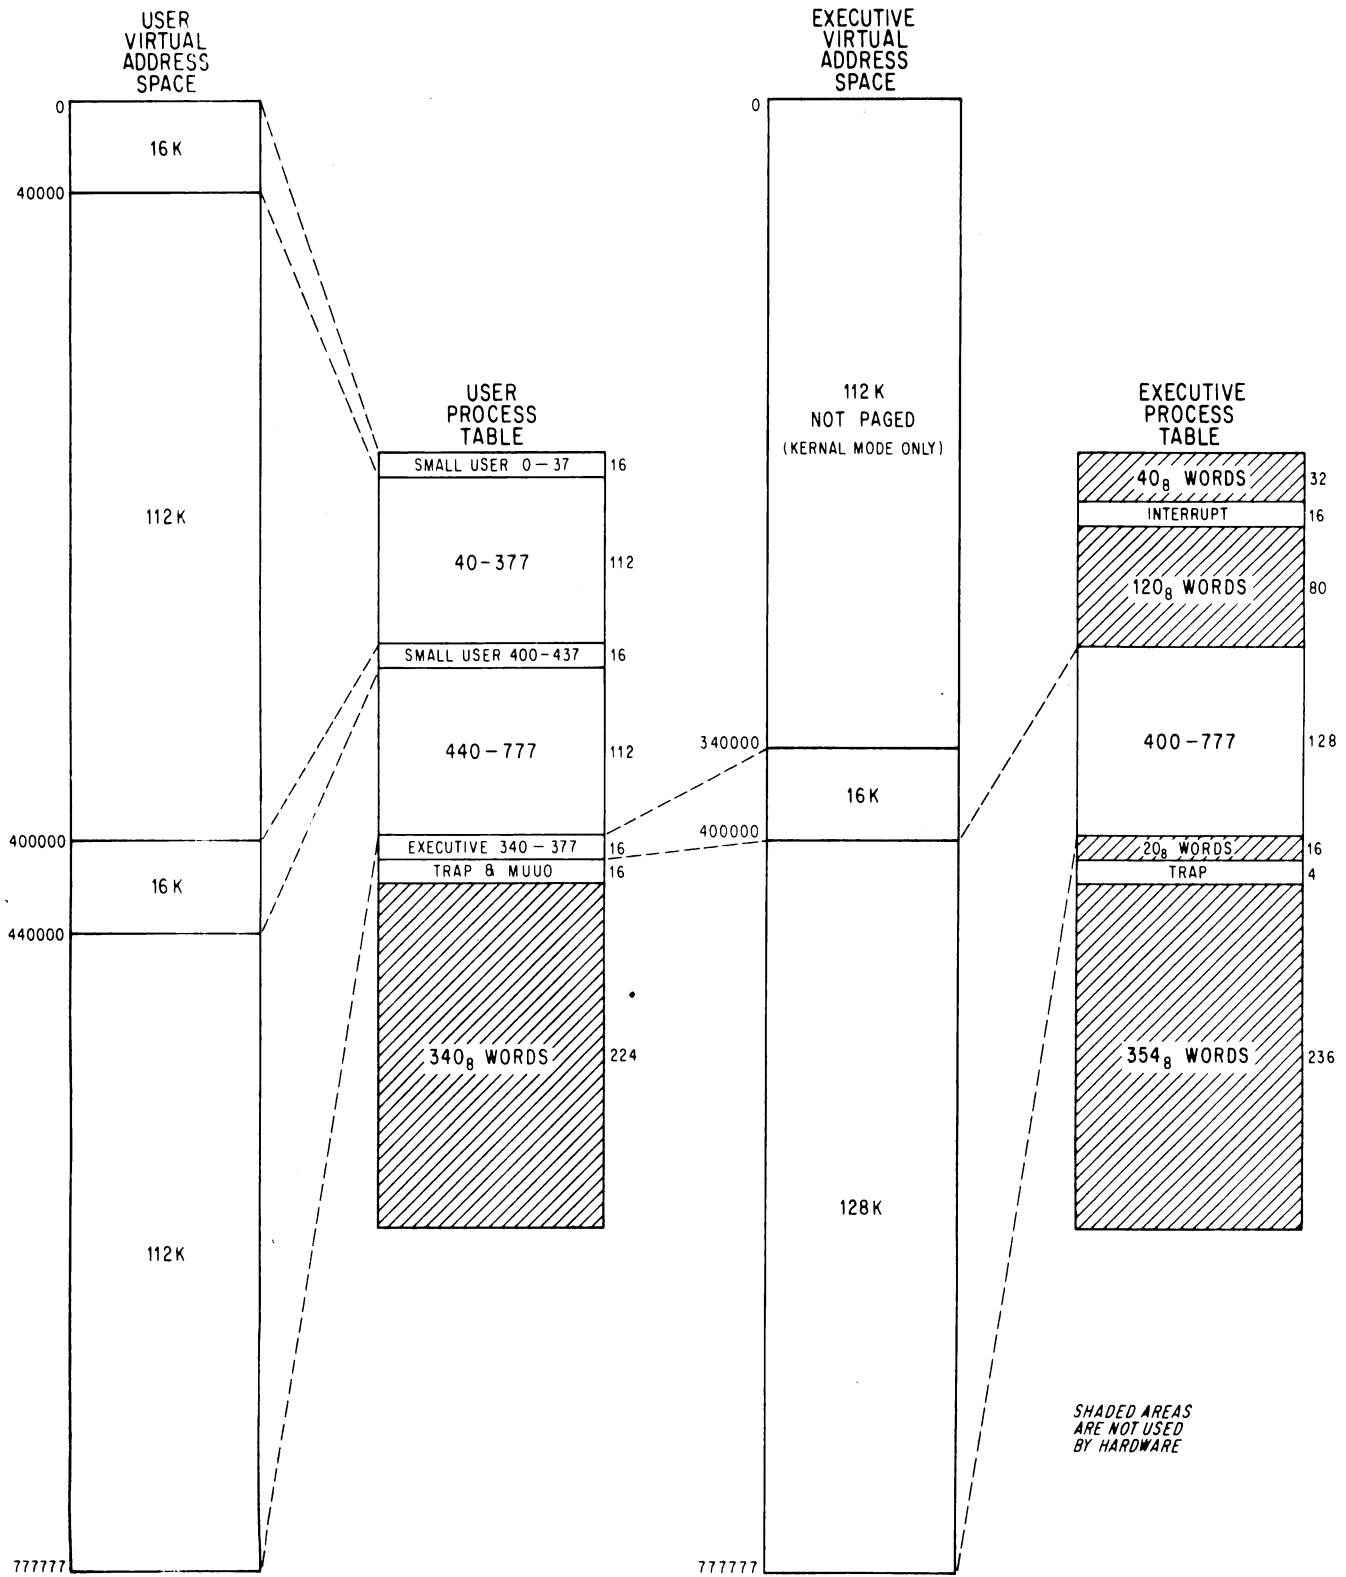 USER
VIRTUAL
ADDRESS
SPACE
0
16K
40000
112K
400000
16K
440000
112K
777777
USER
PROCESS
TABLE
SMALL USER 0-37
16
40-377
112
SMALL USER 400-437
16
440-777
112
EXECUTIVE 340-377
16
TRAP & MUUO
16
340₈ WORDS
224
EXECUTIVE
VIRTUAL
ADDRESS
SPACE
0
112K
NOT PAGED
(KERNAL MODE ONLY)
340000
16K
400000
128K
777777
EXECUTIVE
PROCESS
TABLE
40₈ WORDS
32
INTERRUPT
16
120₈ WORDS
80
400-777
128
20₈ WORDS
16
TRAP
4
354₈ WORDS
236
SHADED AREAS
ARE NOT USED
BY HARDWARE